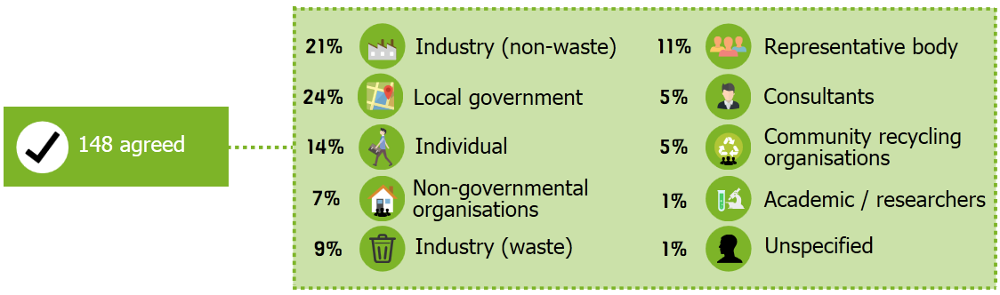 148 agreed
21% Industry (non-waste)
24% Local government
14% Individual
7% Non-governmental
organisations
9% Industry (waste)
11% Representative body
5% Consultants
5% Community recycling
organisations
1% Academic / researchers
1% Unspecified